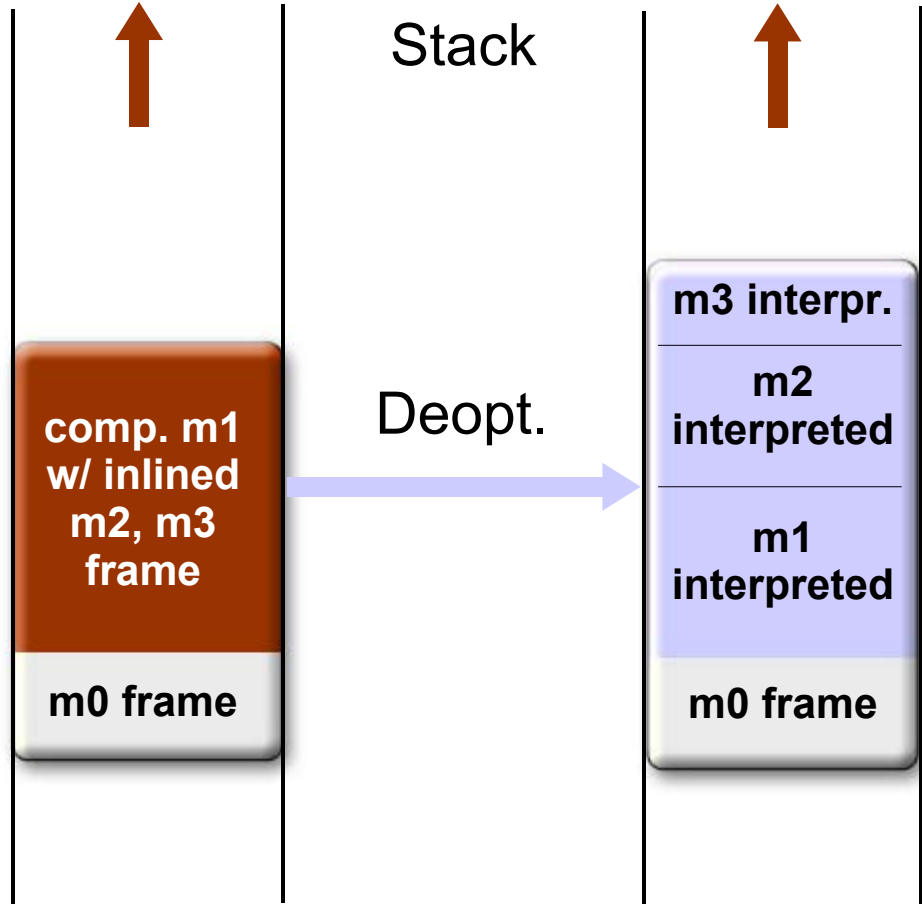 Stack
comp. m1
w/ inlined
m2, m3
frame
m0 frame
Deopt.
m3 interpr.
m2
interpreted
m1
interpreted
m0 frame